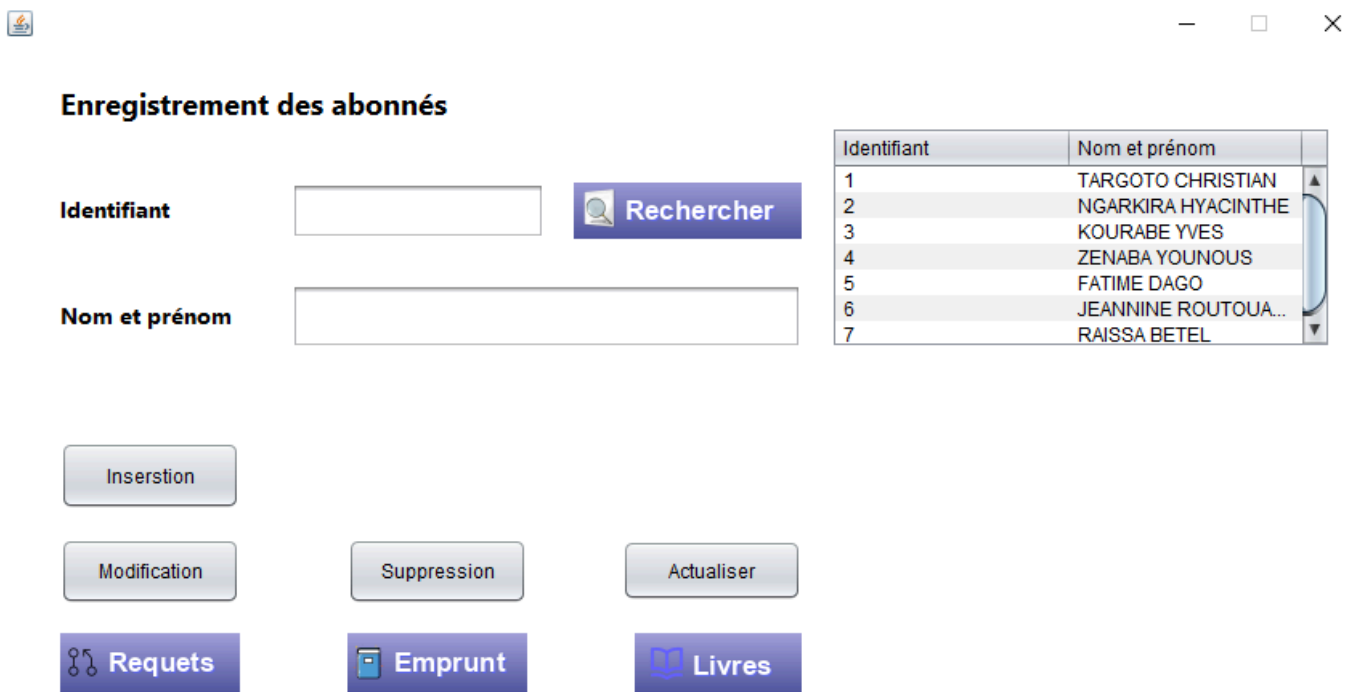 Enregistrement des abonnés
Identifiant
Rechercher
Nom et prénom
Identifiant Nom et prénom
1 TARGOTO CHRISTIAN
2 NGARKIRA HYACINTHE
3 KOURABE YVES
4 ZENABA YOUNOUS
5 FATIME DAGO
6 JEANNINE ROUTOUA...
7 RAISSA BETEL
Inserstion
Modification Suppression Actualiser
Requets Emprunt Livres